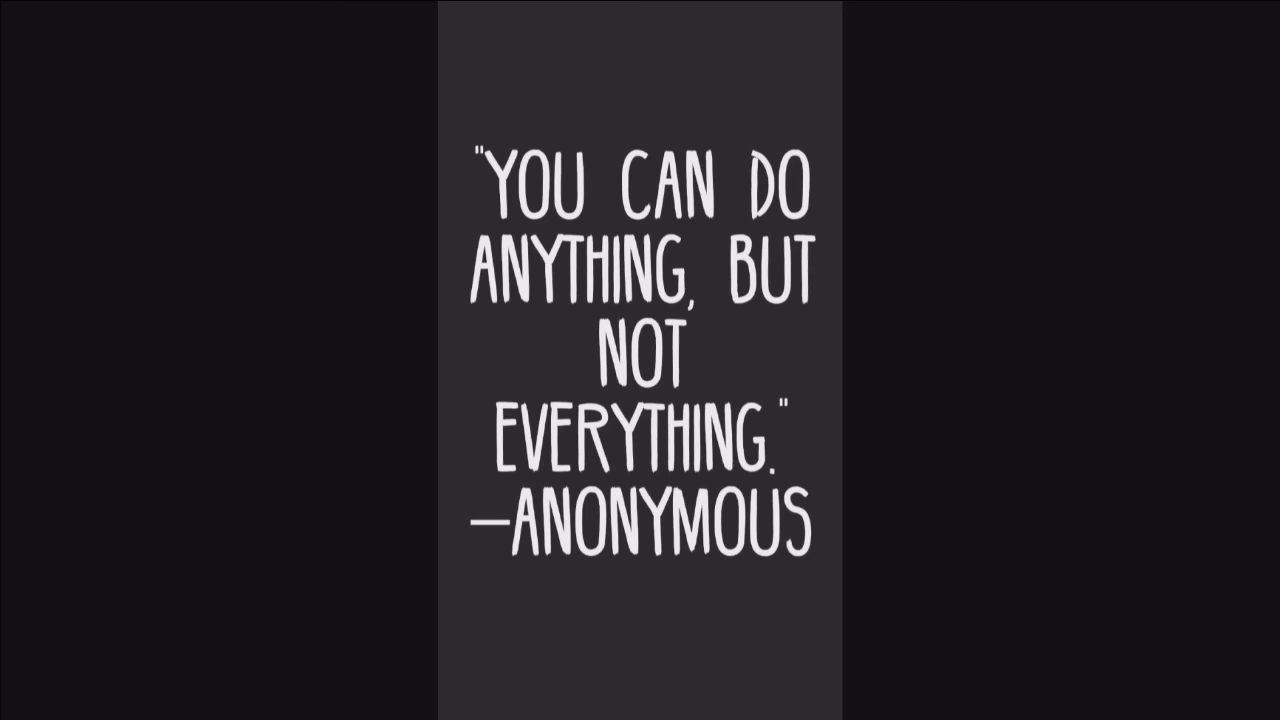 "YOU CAN DO
ANYTHING, BUT
NOT
EVERYTHING."
—ANONYMOUS